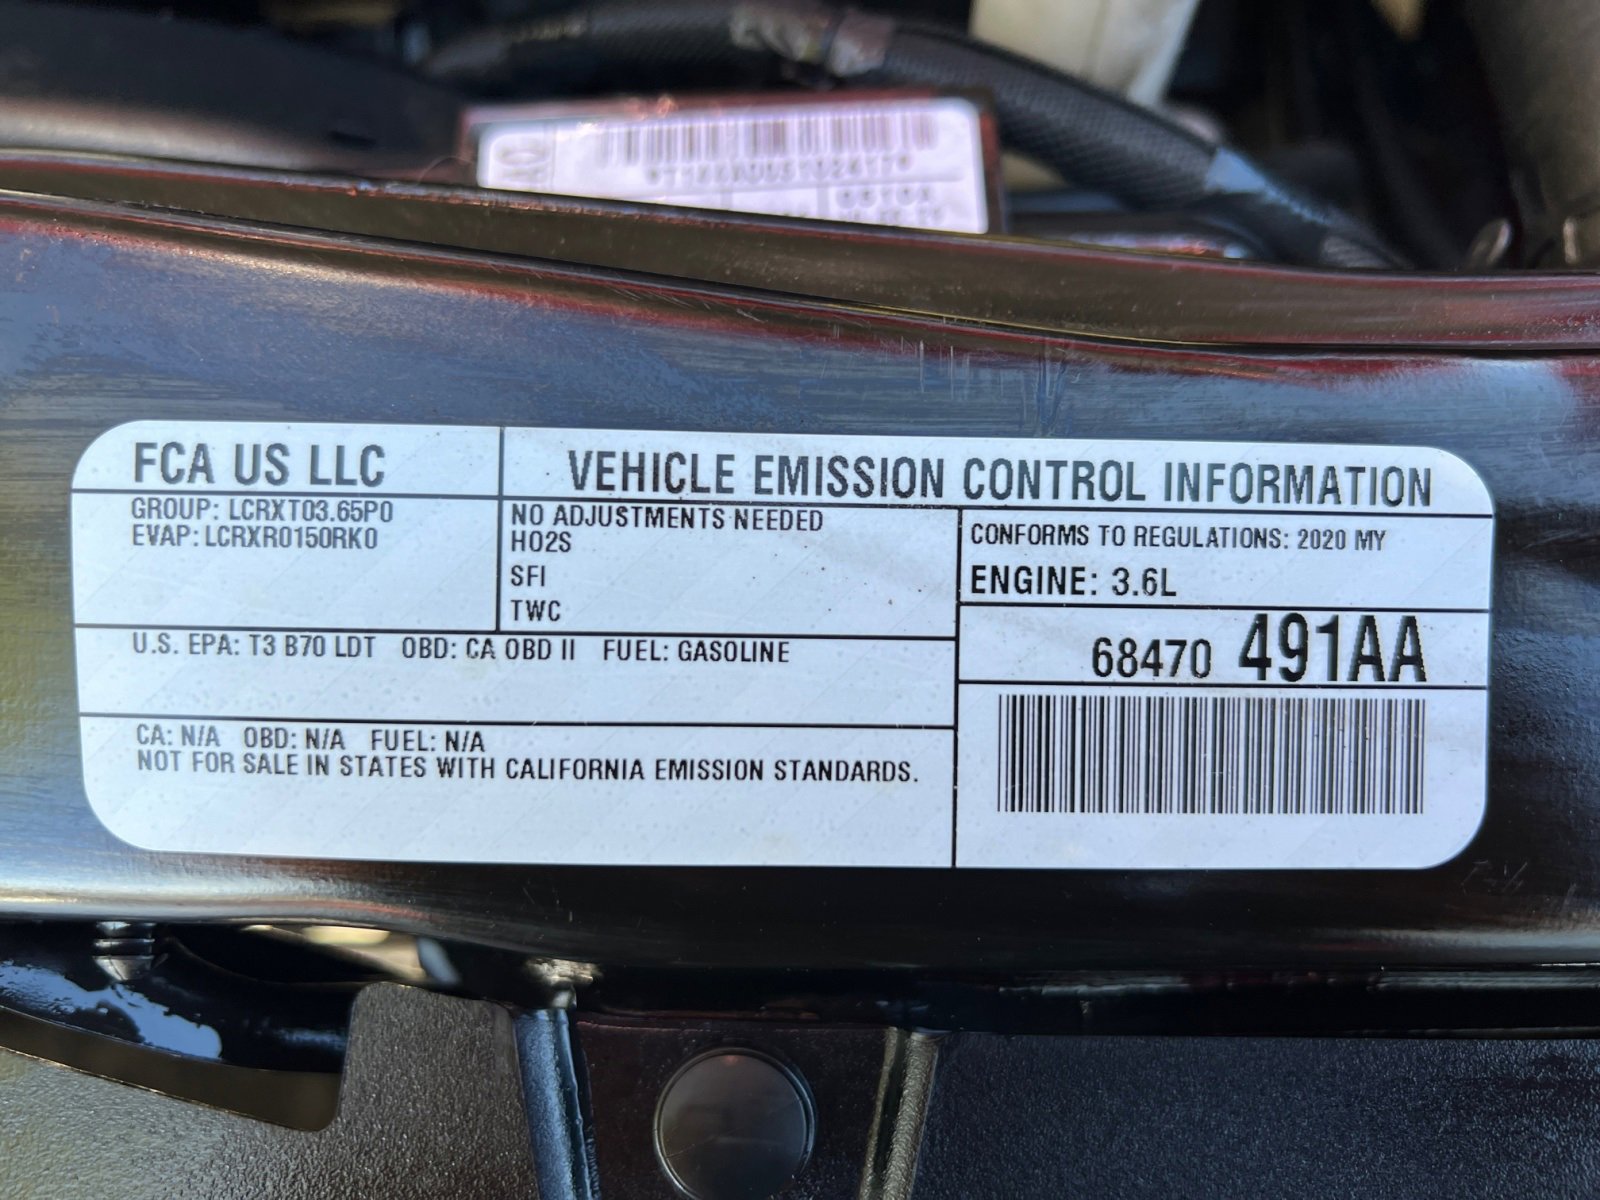 FCA US LLC
VEHICLE EMISSION CONTROL INFORMATION
GROUP: LCRXT03.65P0
EVAP: LCRXR0150RK0
NO ADJUSTMENTS NEEDED
HO2S
SFI
TWC
CONFORMS TO REGULATIONS: 2020 MY
ENGINE: 3.6L
68470 491AA
U.S. EPA: T3 B70 LDT OBD: CA OBD II FUEL: GASOLINE
CA: N/A OBD: N/A FUEL: N/A
NOT FOR SALE IN STATES WITH CALIFORNIA EMISSION STANDARDS.